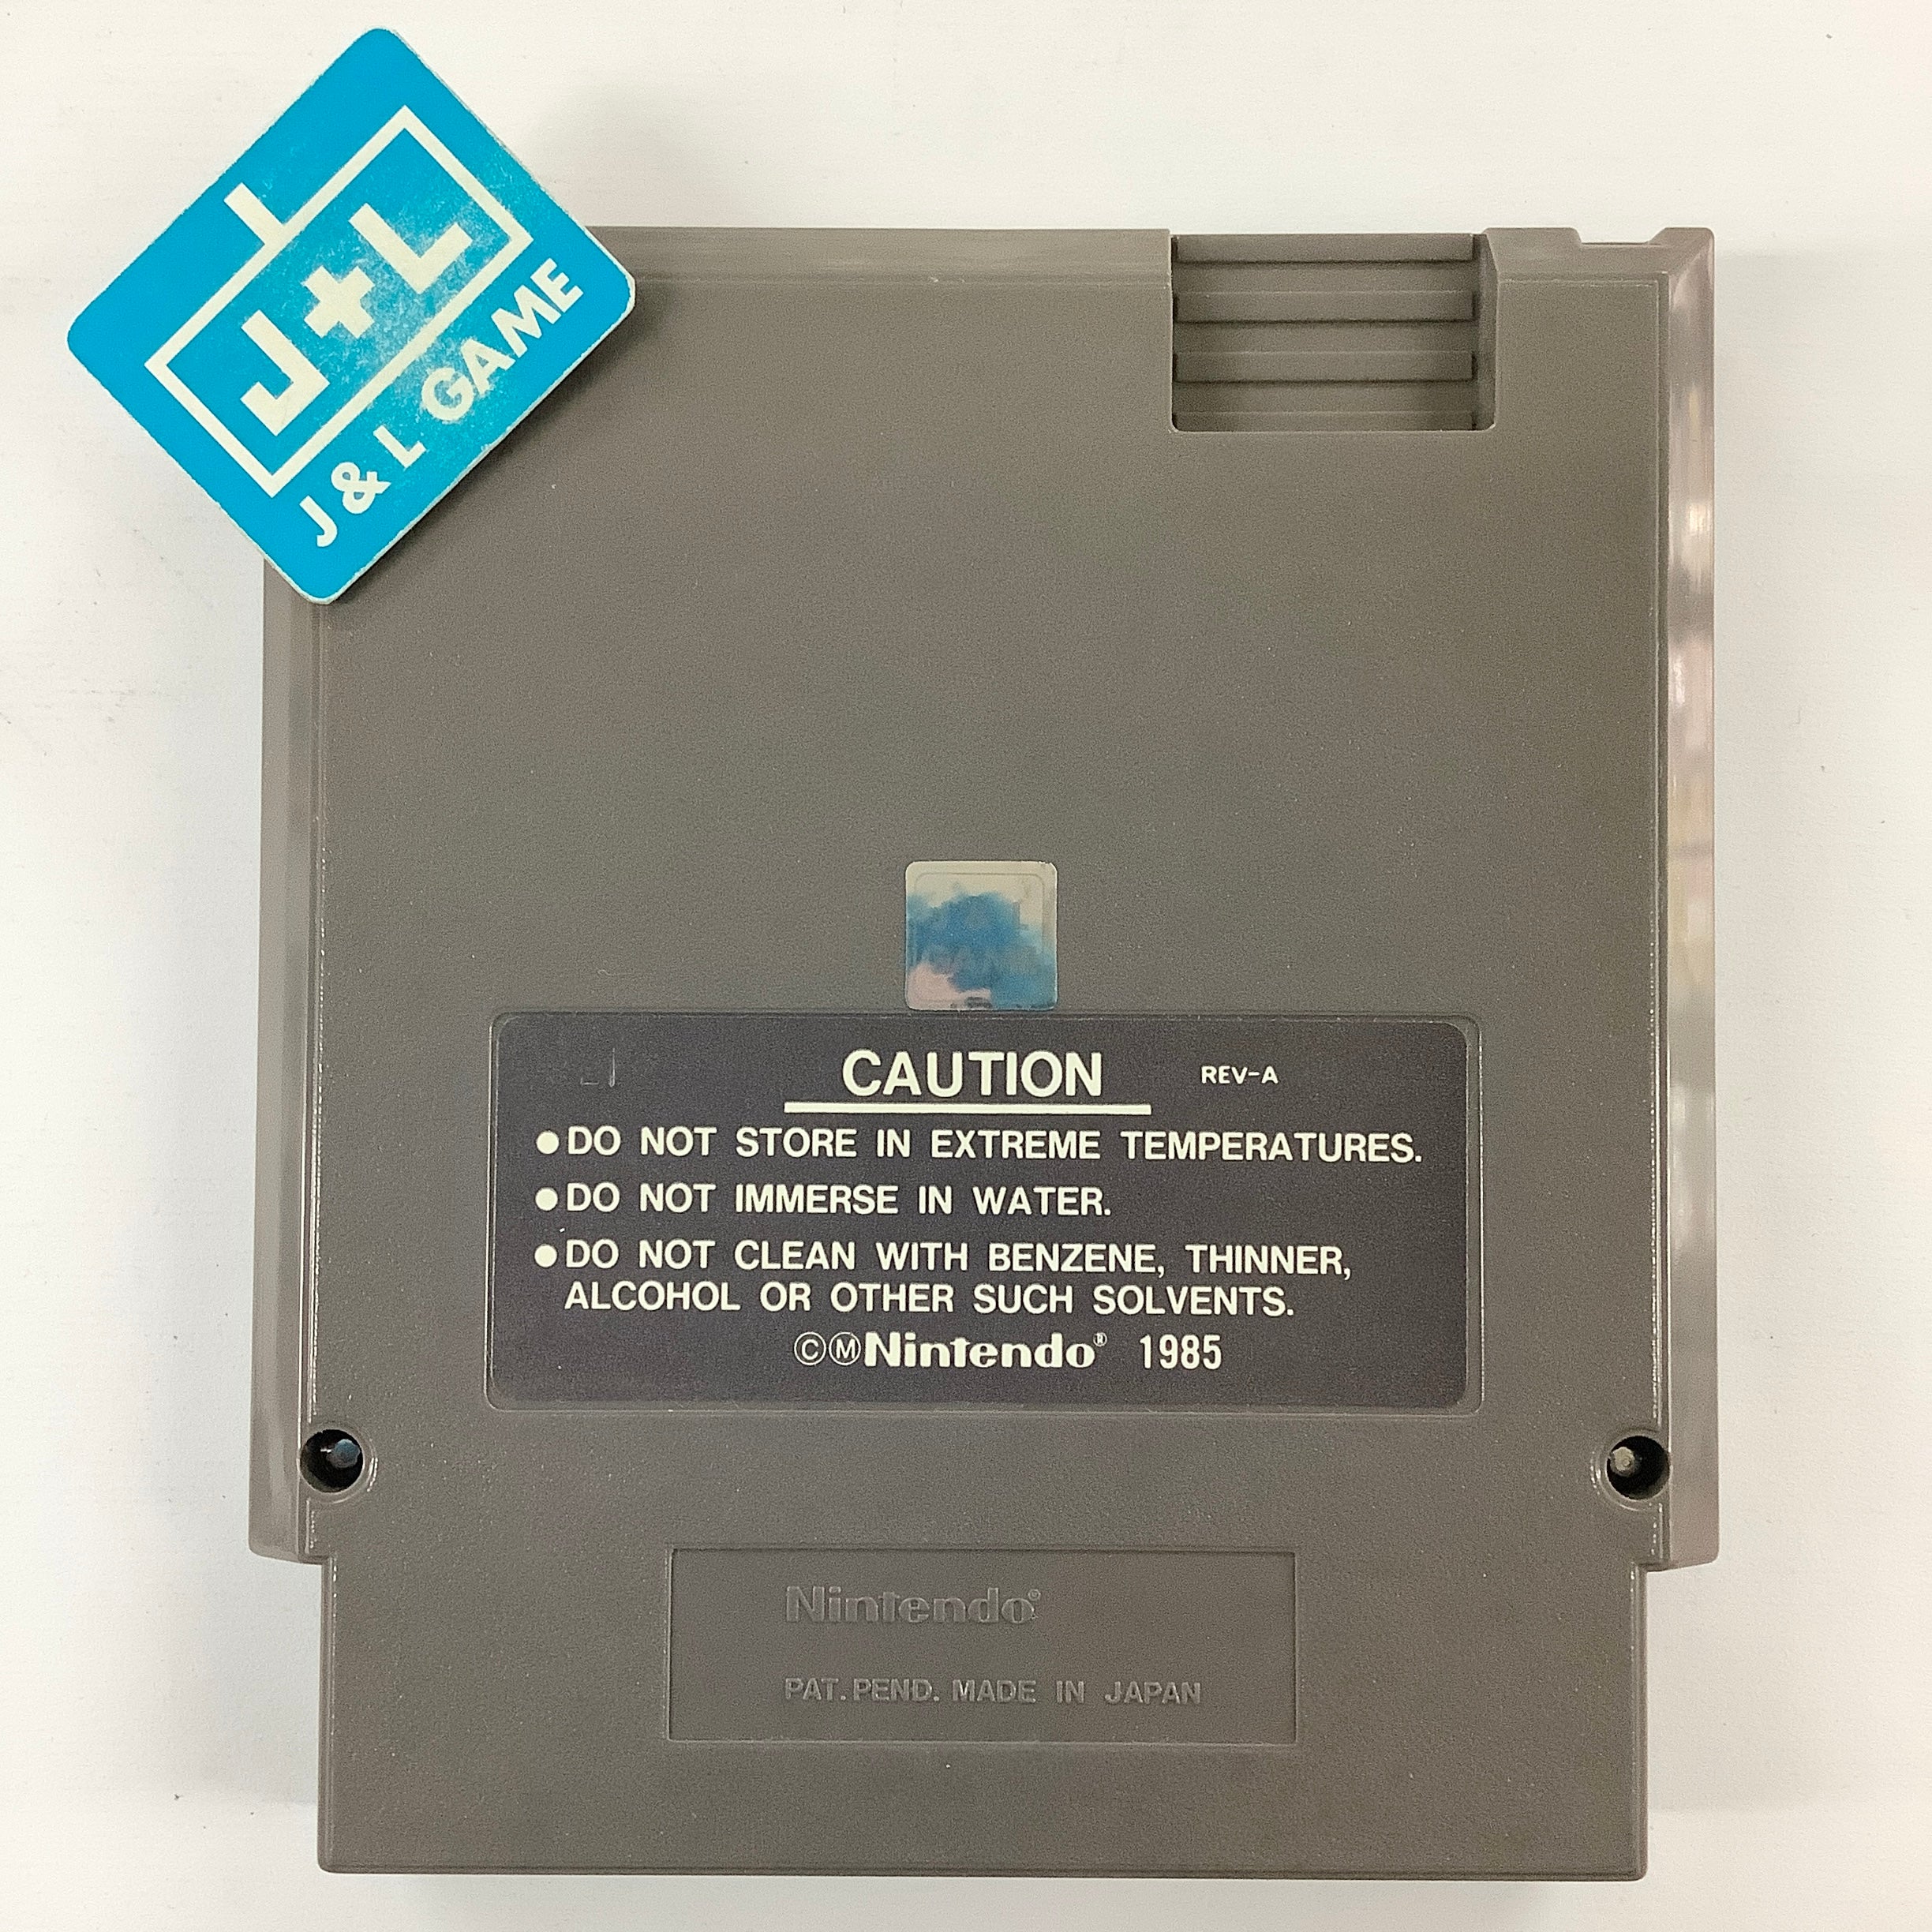 J+L
J & L GAME
CAUTION REV-A
●DO NOT STORE IN EXTREME TEMPERATURES.
●DO NOT IMMERSE IN WATER.
●DO NOT CLEAN WITH BENZENE, THINNER,
ALCOHOL OR OTHER SUCH SOLVENTS.
©ⓂNintendo® 1985
Nintendo®
PAT. PEND. MADE IN JAPAN